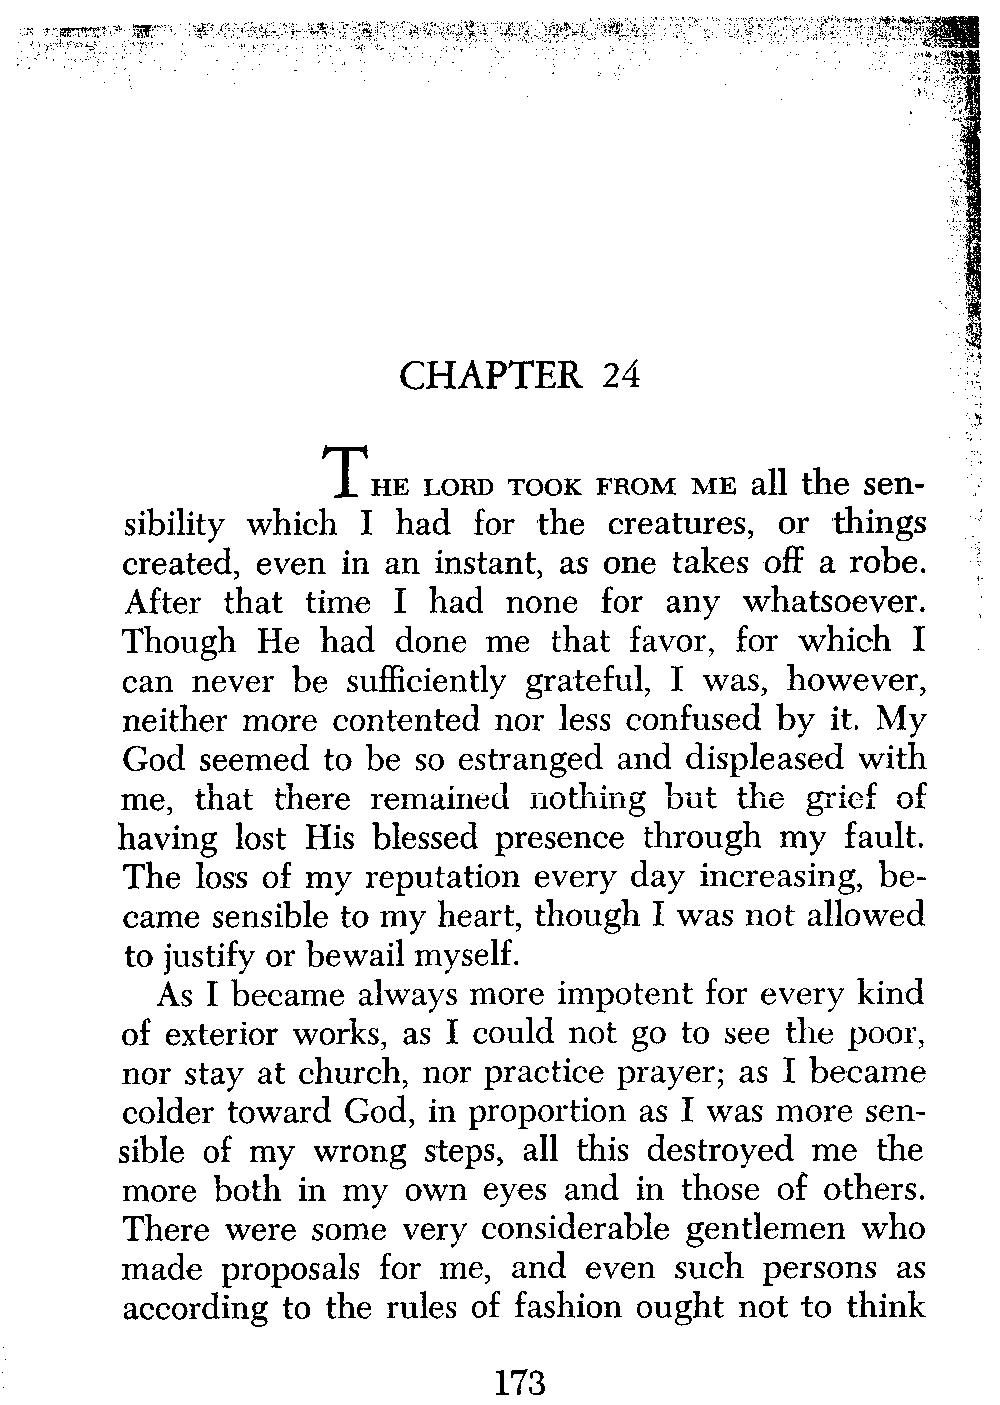 CHAPTER 24
THE LORD TOOK FROM ME all the sen-
sibility which I had for the creatures, or things
created, even in an instant, as one takes off a robe.
After that time I had none for any whatsoever.
Though He had done me that favor, for which I
can never be sufficiently grateful, I was, however,
neither more contented nor less confused by it. My
God seemed to be so estranged and displeased with
me, that there remained nothing but the grief of
having lost His blessed presence through my fault.
The loss of my reputation every day increasing, be-
came sensible to my heart, though I was not allowed
to justify or bewail myself.
As I became always more impotent for every kind
of exterior works, as I could not go to see the poor,
nor stay at church, nor practice prayer; as I became
colder toward God, in proportion as I was more sen-
sible of my wrong steps, all this destroyed me the
more both in my own eyes and in those of others.
There were some very considerable gentlemen who
made proposals for me, and even such persons as
according to the rules of fashion ought not to think
173